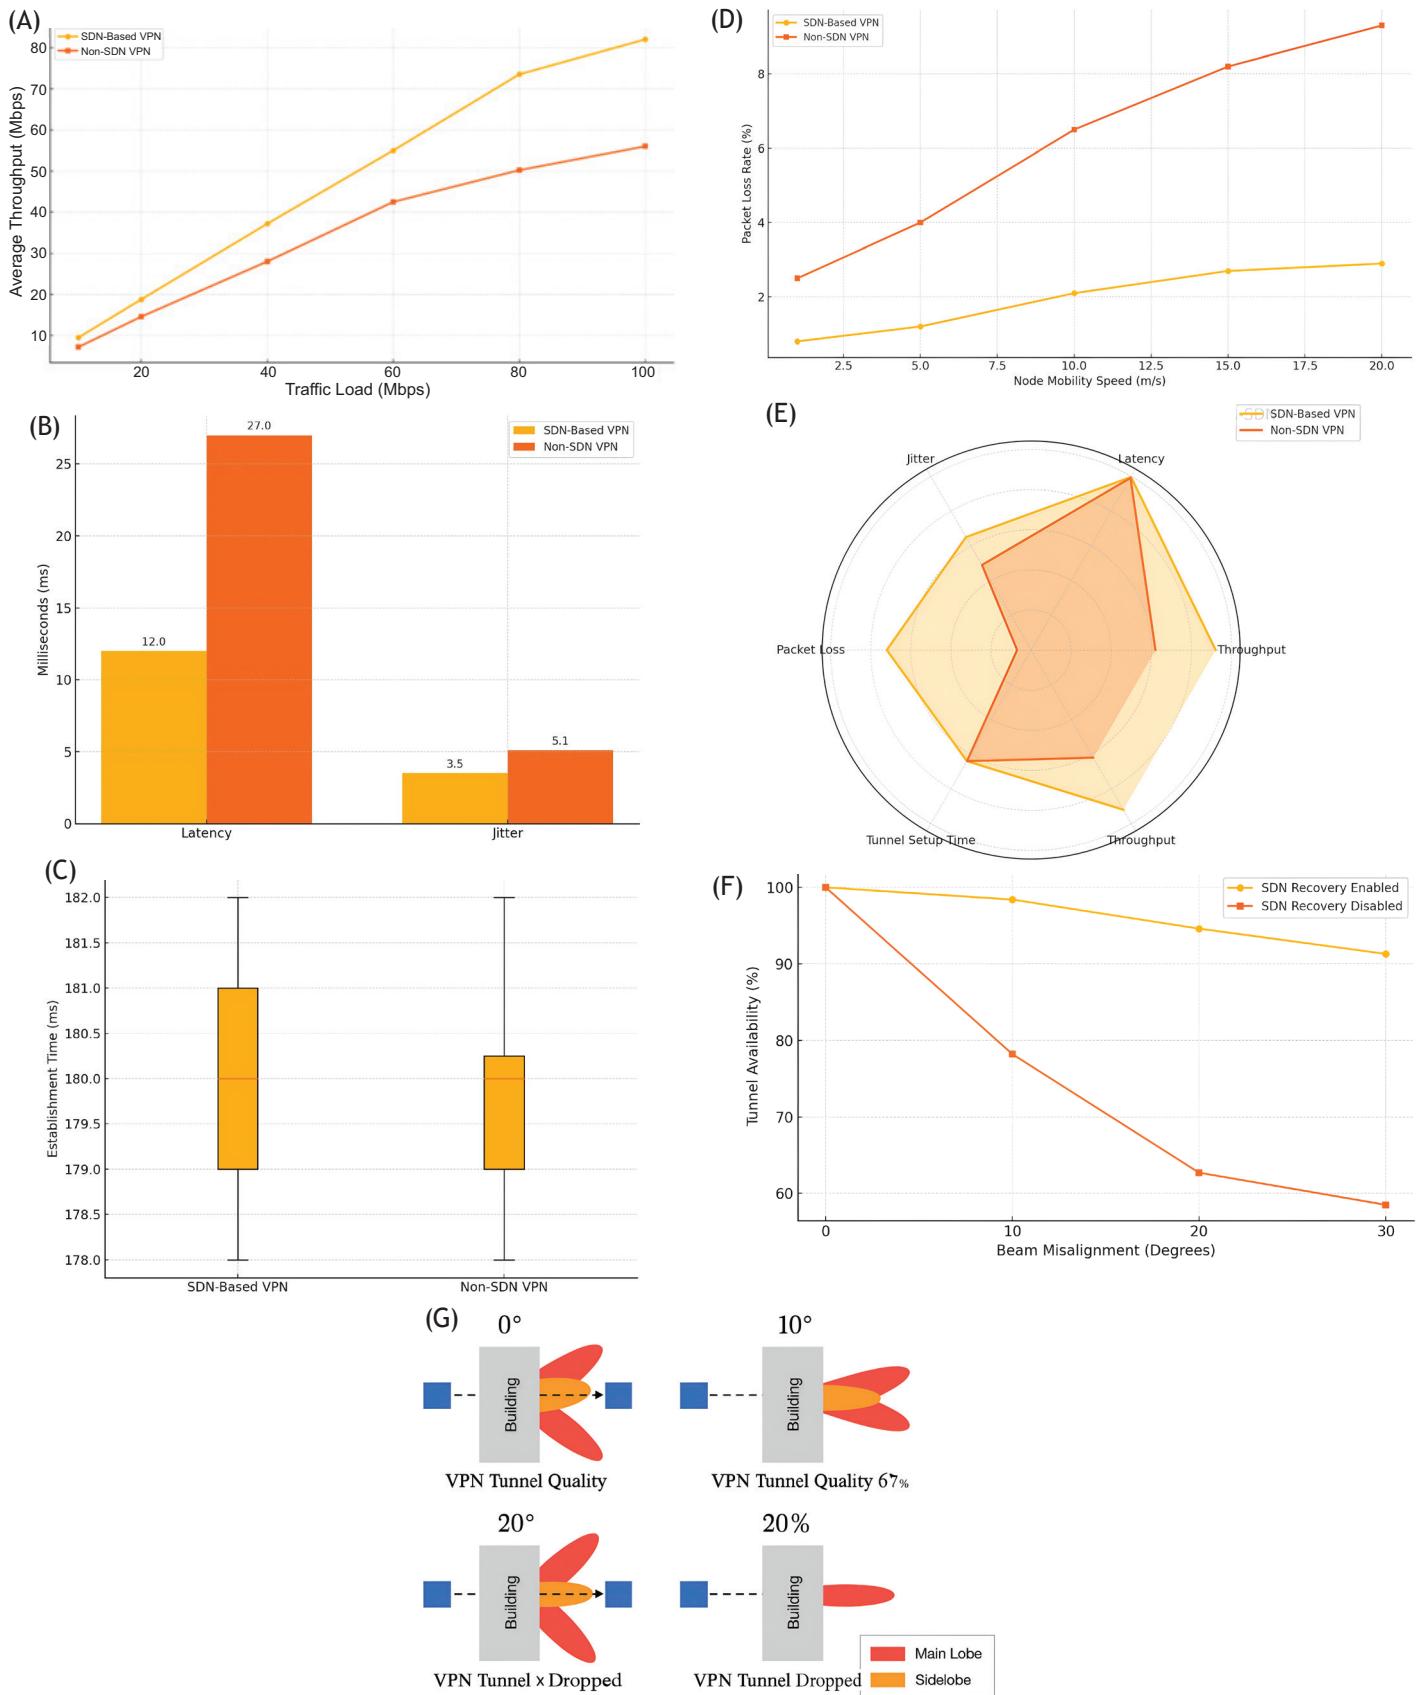 (A)
SDN-Based VPN
Non-SDN VPN
Average Throughput (Mbps)
80
70
60
50
40
30
20
10
20 40 60 80 100
Traffic Load (Mbps)
(D)
SDN-Based VPN
Non-SDN VPN
Packet Loss Rate (%)
8
6
4
2
2.5 5.0 7.5 10.0 12.5 15.0 17.5 20.0
Node Mobility Speed (m/s)
(B)
SDN-Based VPN
Non-SDN VPN
Milliseconds (ms)
25
20
15
10
5
0
12.0
27.0
3.5
5.1
Latency Jitter
(E)
SDN-Based VPN
Non-SDN VPN
Jitter
Latency
Packet Loss
Throughput
Tunnel Setup Time
Throughput
(C)
Establishment Time (ms)
182.0
181.5
181.0
180.5
180.0
179.5
179.0
178.5
178.0
SDN-Based VPN Non-SDN VPN
(F)
SDN Recovery Enabled
SDN Recovery Disabled
Tunnel Availability (%)
100
90
80
70
60
0 10 20 30
Beam Misalignment (Degrees)
(G)
0°
Building
VPN Tunnel Quality
10°
Building
VPN Tunnel Quality 67%
20°
Building
VPN Tunnel x Dropped
20%
Building
VPN Tunnel Dropped
Main Lobe
Sidelobe